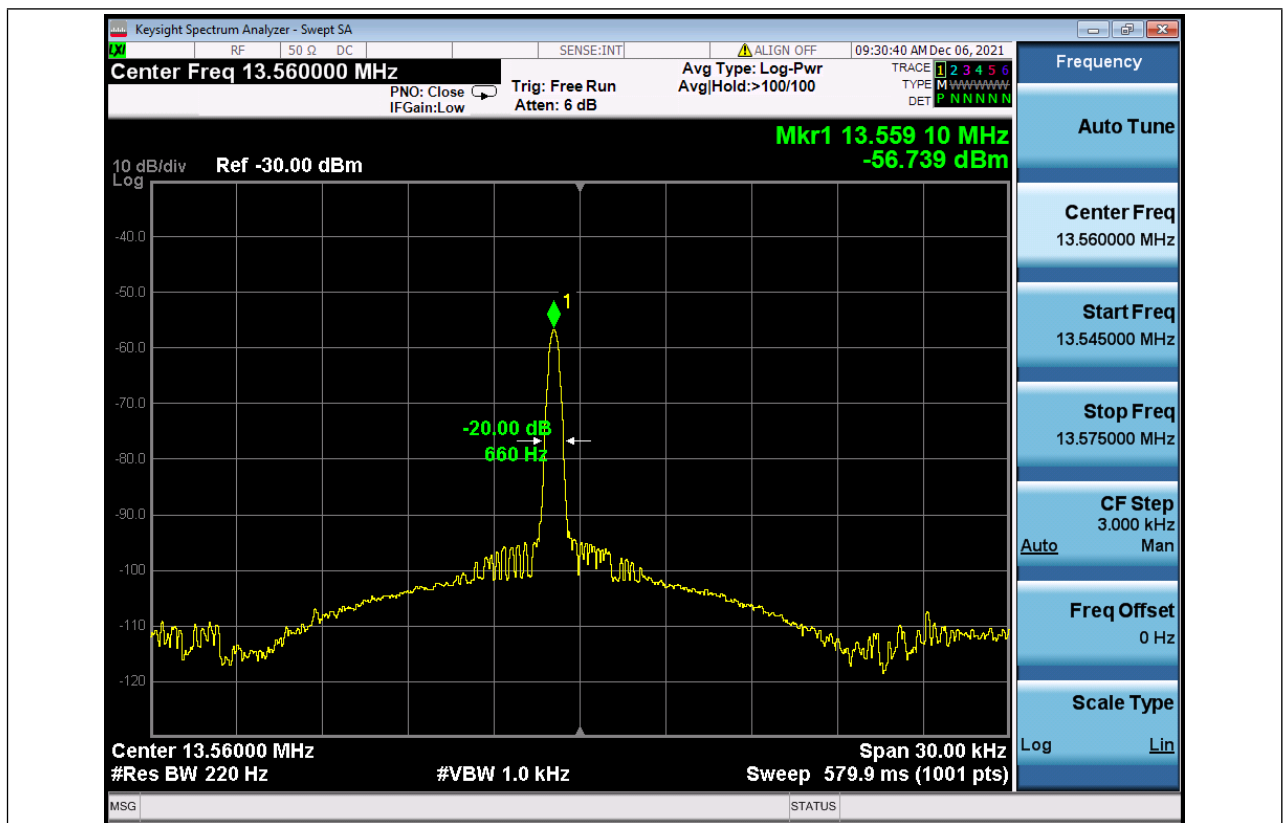 Keysight Spectrum Analyzer - Swept SA
LXI RF 50 Ω DC SENSE:INT ALIGN OFF 09:30:40 AM Dec 06, 2021
Center Freq 13.560000 MHz
PNO: Close
IFGain:Low
Trig: Free Run
Atten: 6 dB
Avg Type: Log-Pwr
Avg|Hold:>100/100
TRACE 1 2 3 4 5 6
TYPE M WWWWW
DET P N N N N N
Mkr1 13.559 10 MHz
-56.739 dBm
10 dB/div Ref -30.00 dBm
Log
-40.0
-50.0
1
-60.0
-70.0
-20.00 dB
660 Hz
-80.0
-90.0
-100
-110
-120
Center 13.56000 MHz Span 30.00 kHz
#Res BW 220 Hz #VBW 1.0 kHz Sweep 579.9 ms (1001 pts)
MSG STATUS
Frequency
Auto Tune
Center Freq
13.560000 MHz
Start Freq
13.545000 MHz
Stop Freq
13.575000 MHz
CF Step
3.000 kHz
Auto Man
Freq Offset
0 Hz
Scale Type
Log Lin